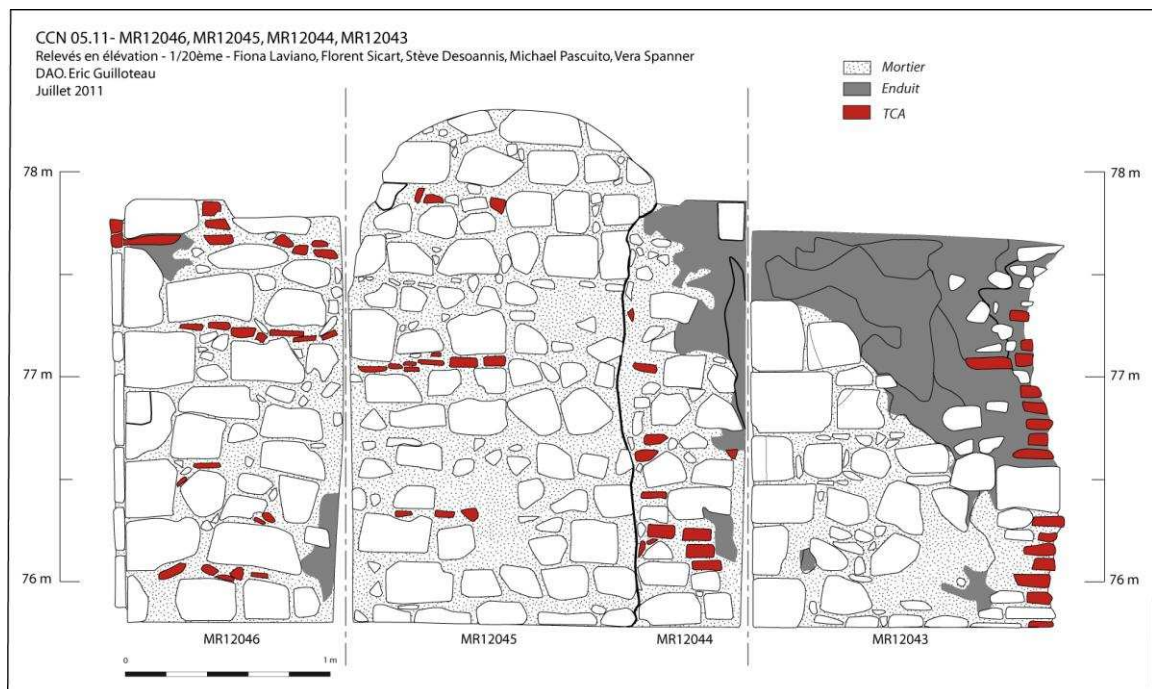 CCN 05.11- MR12046, MR12045, MR12044, MR12043
Relevés en élévation - 1/20ème - Fiona Laviano, Florent Sicart, Stève Desoannis, Michael Pascuito, Vera Spanner
DAO. Eric Guilloteau
Juillet 2011
Mortier
Enduit
TCA
78 m
78 m
77 m
77 m
76 m
76 m
MR12046
MR12045
MR12044
MR12043
0
1 m